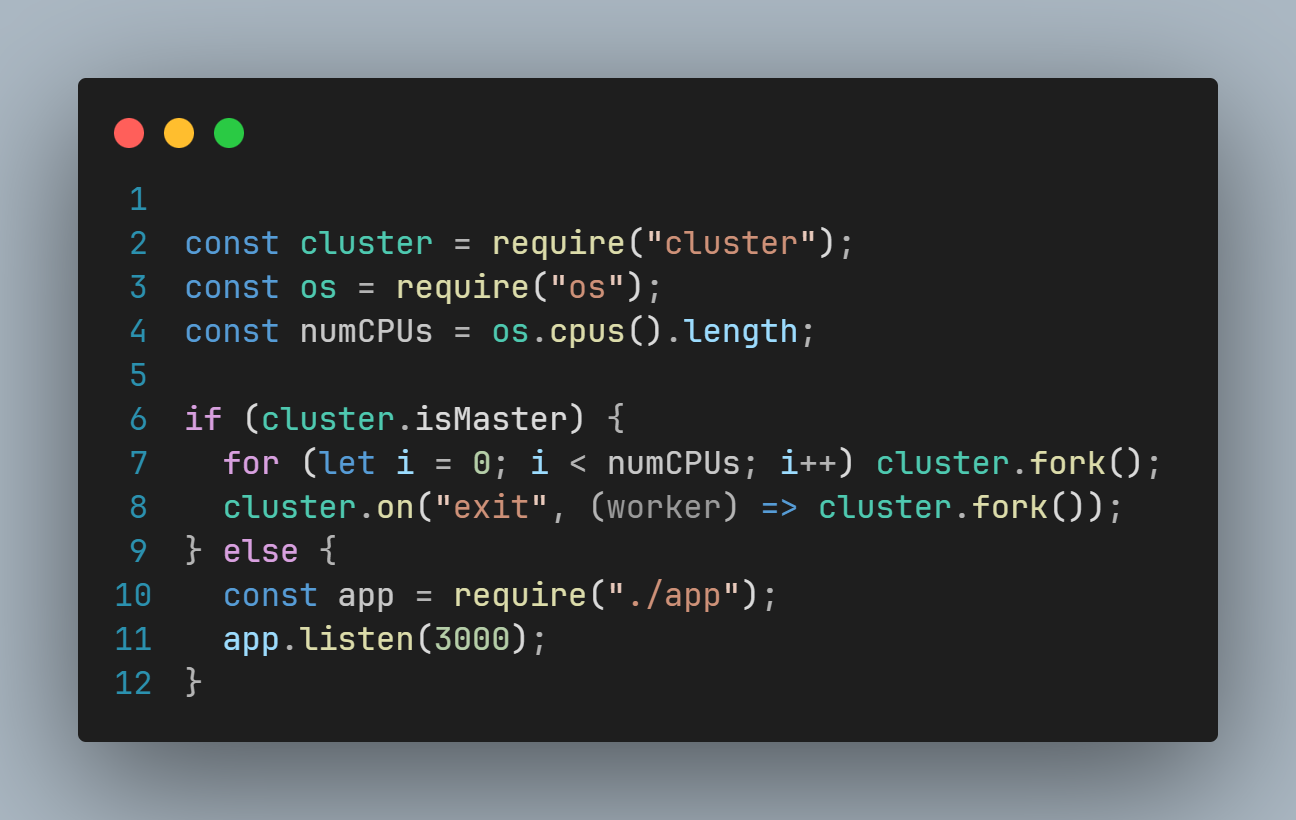 1
2 const cluster = require("cluster");
3 const os = require("os");
4 const numCPUs = os.cpus().length;
5
6 if (cluster.isMaster) {
7   for (let i = 0; i < numCPUs; i++) cluster.fork();
8   cluster.on("exit", (worker) => cluster.fork());
9 } else {
10   const app = require("./app");
11   app.listen(3000);
12 }